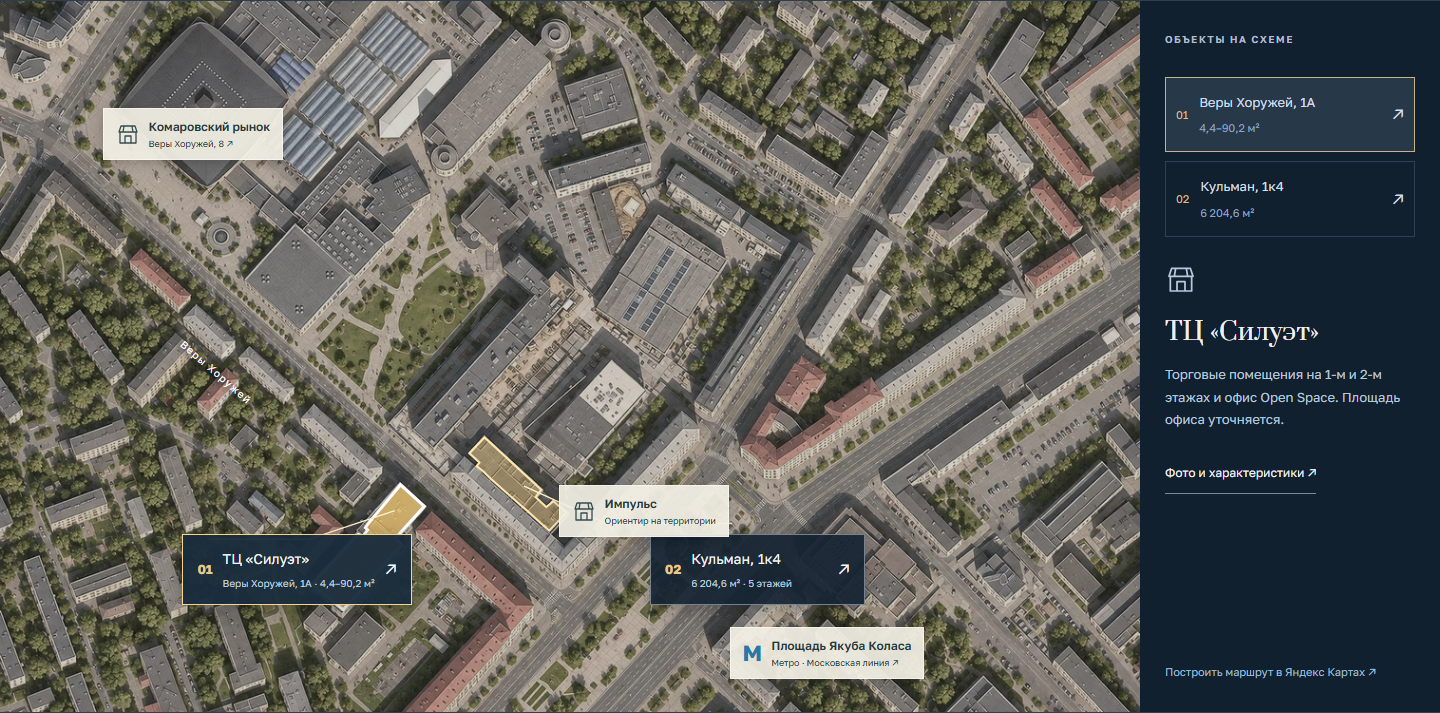 Комаровский рынок
Веры Хоружей, 8 ↗
Веры Хоружей
Импульс
Ориентир на территории
01
ТЦ «Силуэт»
Веры Хоружей, 1А · 4,4–90,2 м²
02
Кульман, 1к4
6 204,6 м² · 5 этажей
М
Площадь Якуба Коласа
Метро · Московская линия ↗
ОБЪЕКТЫ НА СХЕМЕ
01
Веры Хоружей, 1А
4,4–90,2 м²
02
Кульман, 1к4
6 204,6 м²
ТЦ «Силуэт»
Торговые помещения на 1-м и 2-м
этажах и офис Open Space. Площадь
офиса уточняется.
Фото и характеристики ↗
Построить маршрут в Яндекс Картах ↗